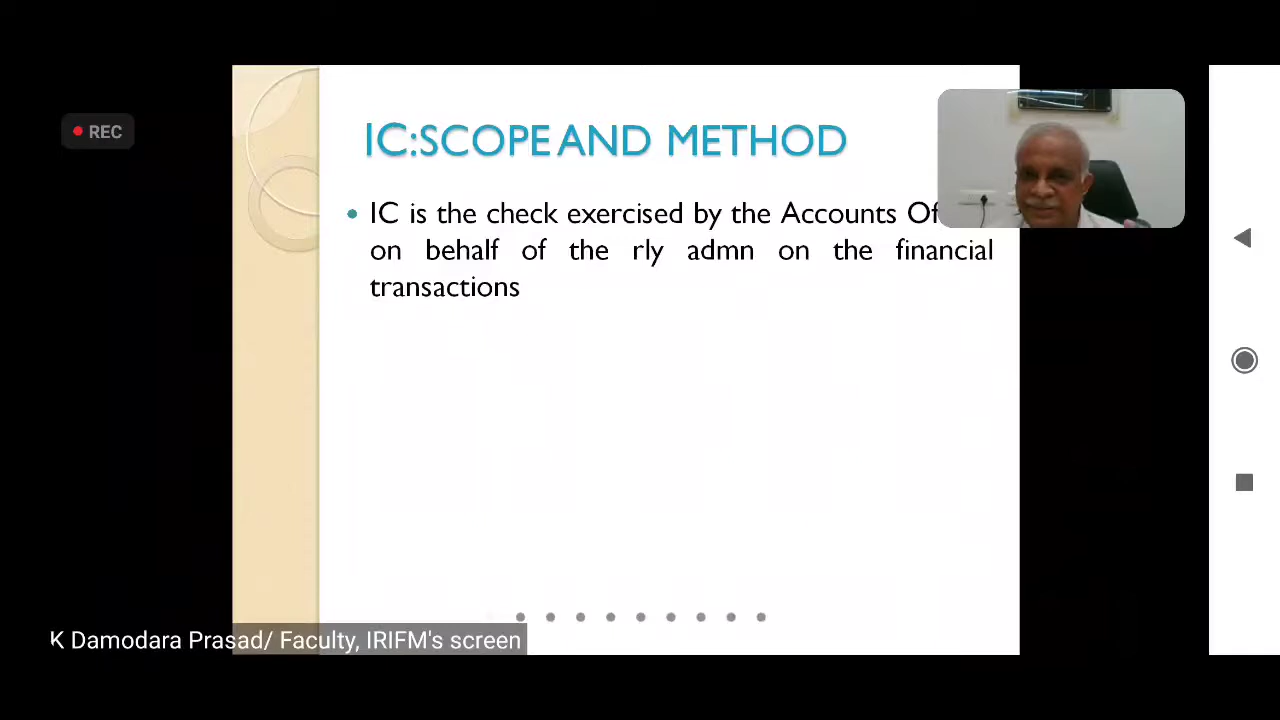 REC
IC:SCOPE AND METHOD
IC is the check exercised by the Accounts
on behalf of the rly admn on the financial
transactions
K Damodara Prasad/ Faculty, IRIFM's screen